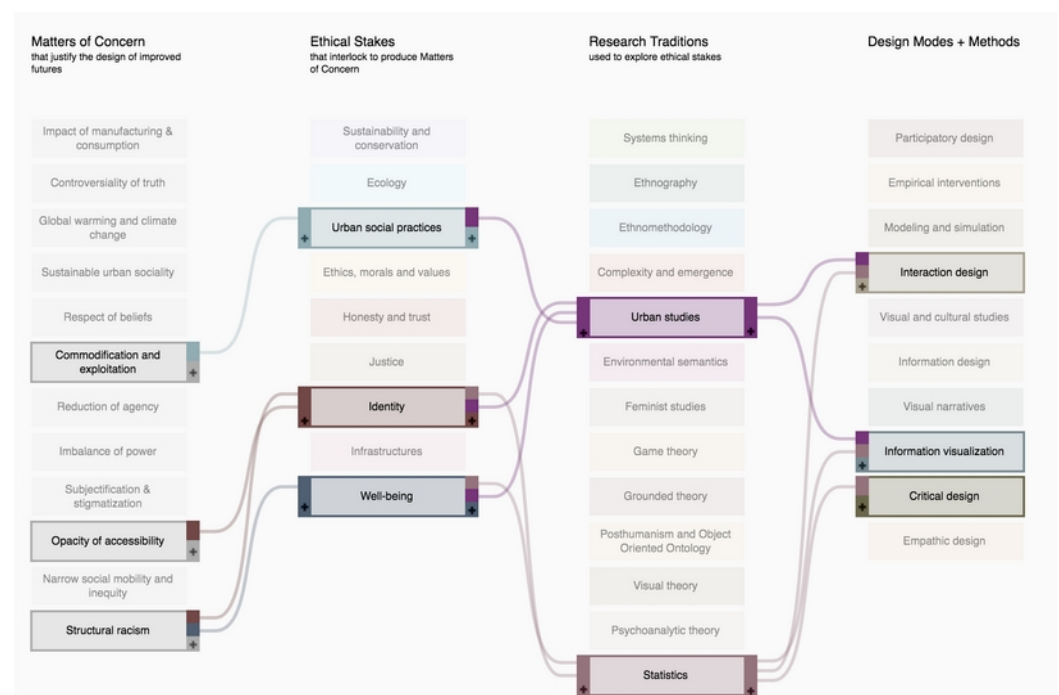 Matters of Concern
that justify the design of improved
futures
Impact of manufacturing &
consumption
Controversiality of truth
Global warming and climate
change
Sustainable urban sociality
Respect of beliefs
Commodification and
exploitation
+
Reduction of agency
Imbalance of power
Subjectification &
stigmatization
Opacity of accessibility
+
Narrow social mobility and
inequity
Structural racism
+
Ethical Stakes
that interlock to produce Matters
of Concern
Sustainability and
conservation
Ecology
Urban social practices
+ +
Ethics, morals and values
Honesty and trust
Justice
Identity
+ +
Infrastructures
Well-being
+ +
Research Traditions
used to explore ethical stakes
Systems thinking
Ethnography
Ethnomethodology
Complexity and emergence
Urban studies
+ +
Environmental semantics
Feminist studies
Game theory
Grounded theory
Posthumanism and Object
Oriented Ontology
Visual theory
Psychoanalytic theory
Statistics
+ +
Design Modes + Methods
Participatory design
Empirical interventions
Modeling and simulation
Interaction design
+
Visual and cultural studies
Information design
Visual narratives
Information visualization
+
Critical design
+
Empathic design